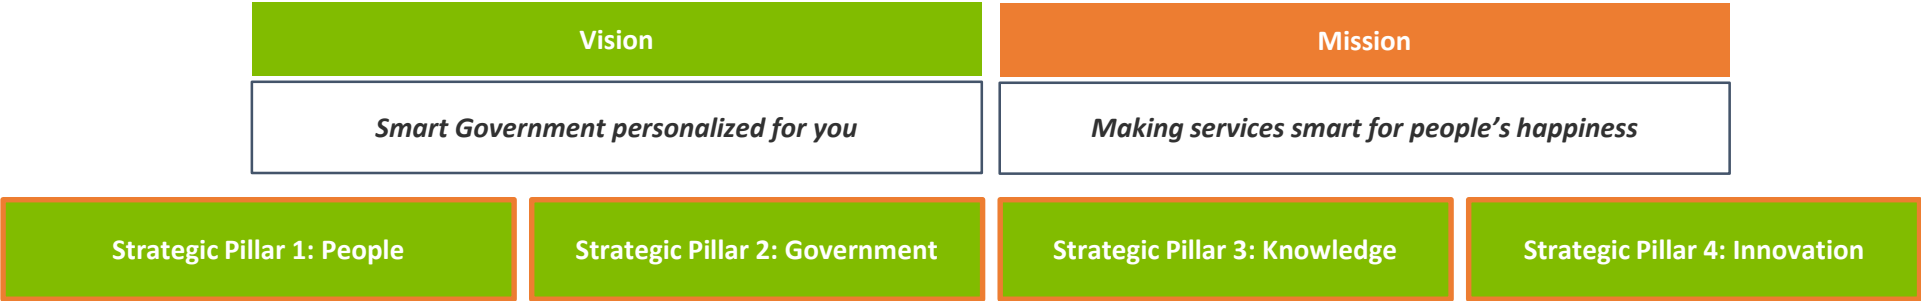 Vision
Mission
Smart Government personalized for you
Making services smart for people’s happiness
Strategic Pillar 1: People
Strategic Pillar 2: Government
Strategic Pillar 3: Knowledge
Strategic Pillar 4: Innovation